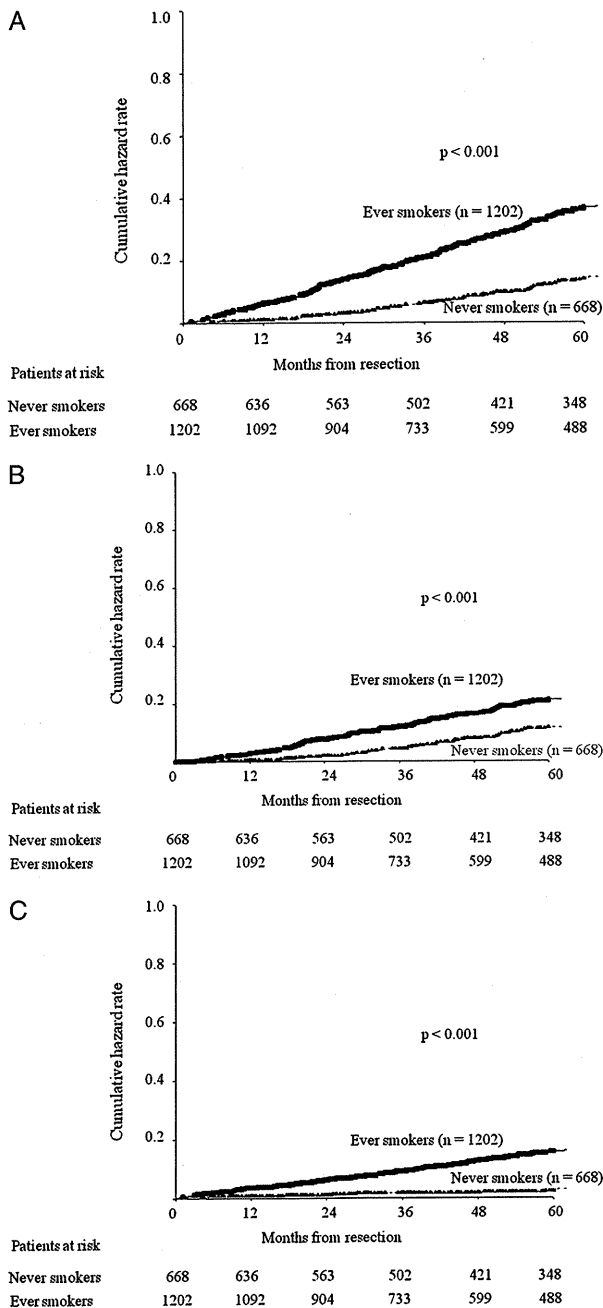 A
1.0
0.8
0.6
0.4
0.2
Cumulative hazard rate
p < 0.001
Ever smokers (n = 1202)
Never smokers (n = 668)
0 12 24 36 48 60
Months from resection
Patients at risk
Never smokers 668 636 563 502 421 348
Ever smokers 1202 1092 904 733 599 488
B
1.0
0.8
0.6
0.4
0.2
Cumulative hazard rate
p < 0.001
Ever smokers (n = 1202)
Never smokers (n = 668)
0 12 24 36 48 60
Months from resection
Patients at risk
Never smokers 668 636 563 502 421 348
Ever smokers 1202 1092 904 733 599 488
C
1.0
0.8
0.6
0.4
0.2
Cumulative hazard rate
p < 0.001
Ever smokers (n = 1202)
Never smokers (n = 668)
0 12 24 36 48 60
Months from resection
Patients at risk
Never smokers 668 636 563 502 421 348
Ever smokers 1202 1092 904 733 599 488